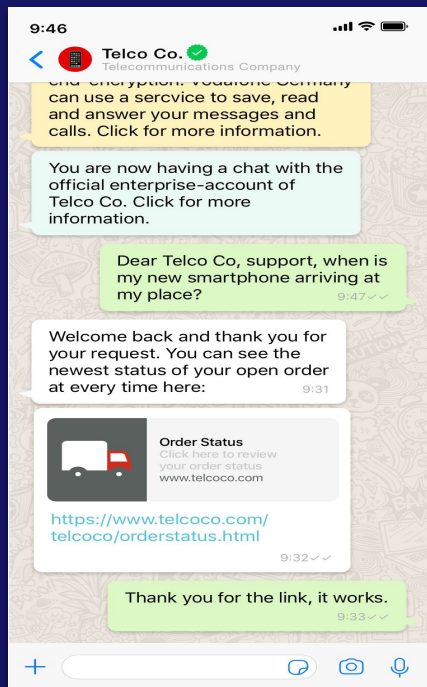 9:46
Telco Co.
Telecommunications Company
end-encryption. Vodafone Germany
can use a sercvice to save, read
and answer your messages and
calls. Click for more information.
You are now having a chat with the
official enterprise-account of
Telco Co. Click for more
information.
Dear Telco Co, support, when is
my new smartphone arriving at
my place?
9:47
Welcome back and thank you for
your request. You can see the
newest status of your open order
at every time here:
9:31
Order Status
Click here to review
your order status
www.telcoco.com
https://www.telcoco.com/
telcoco/orderstatus.html
9:32
Thank you for the link, it works.
9:33